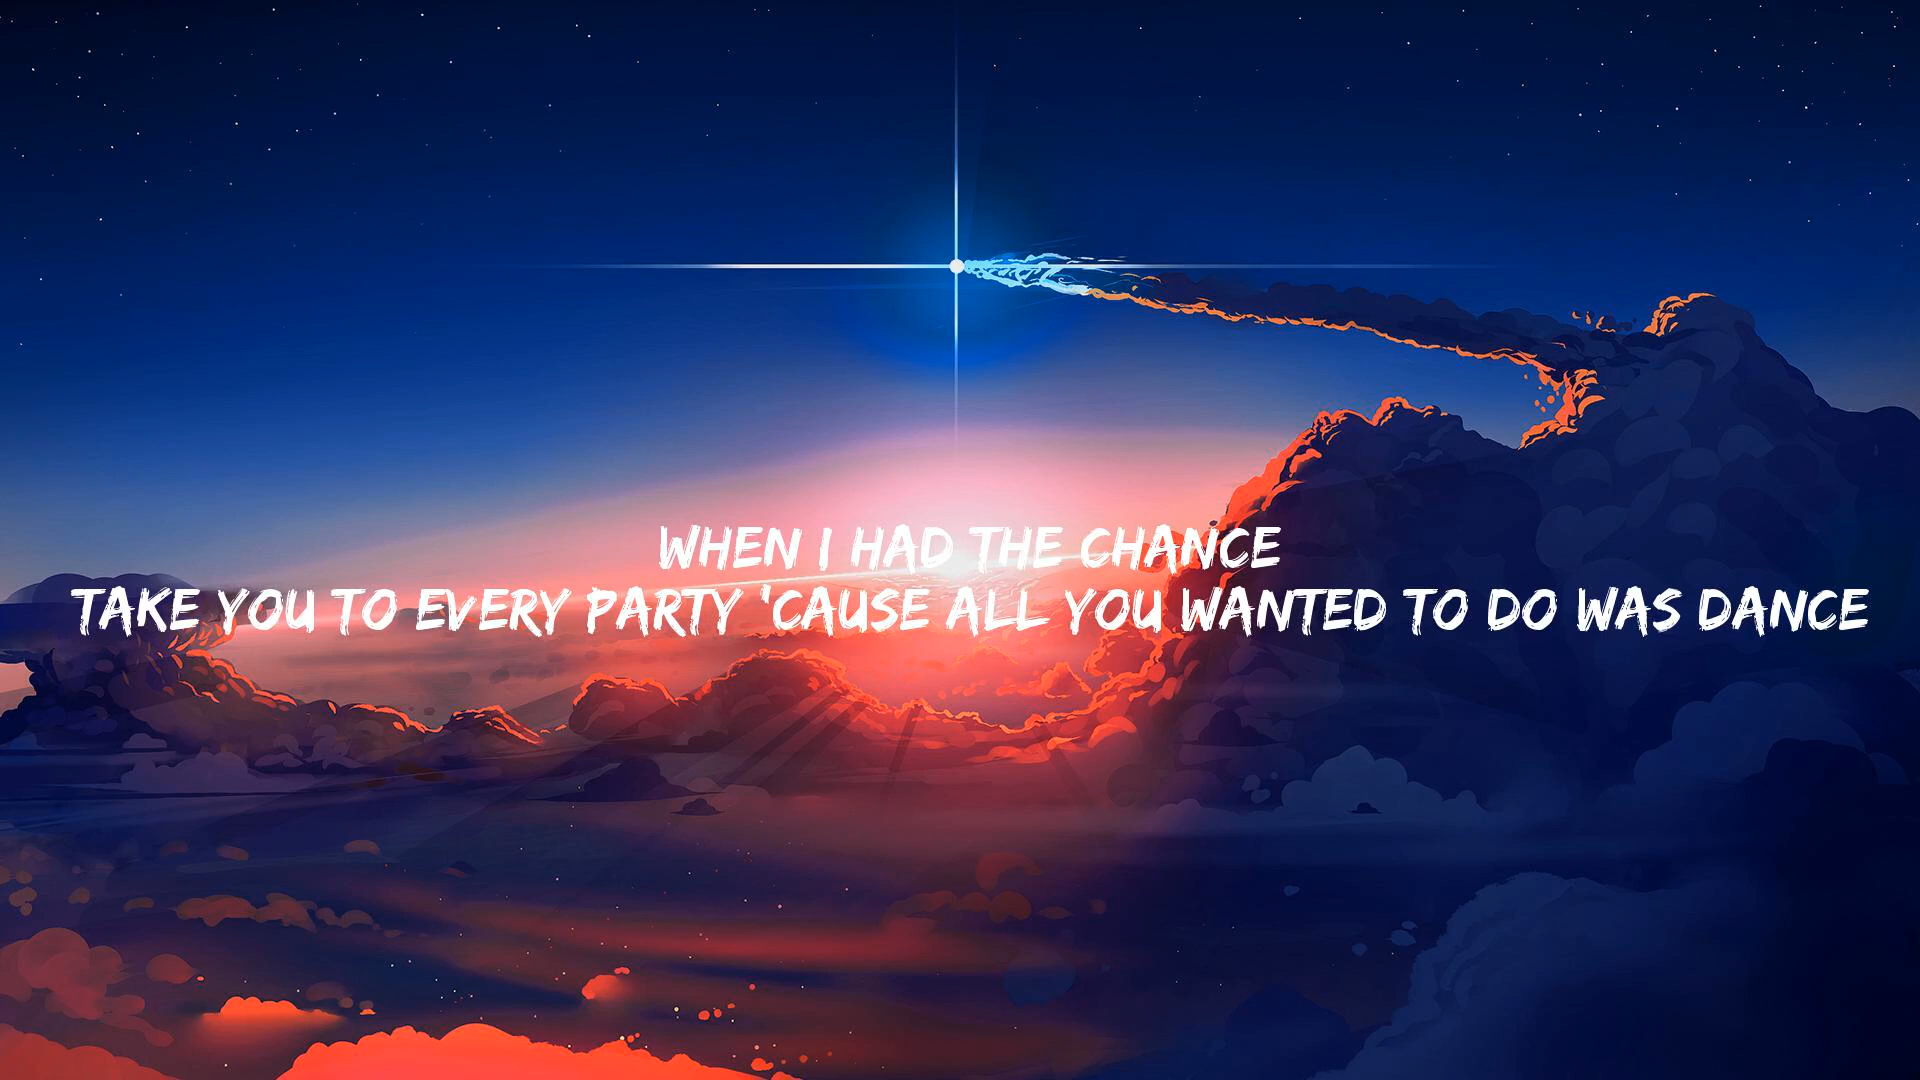 WHEN I HAD THE CHANCE
TAKE YOU TO EVERY PARTY 'CAUSE ALL YOU WANTED TO DO WAS DANCE